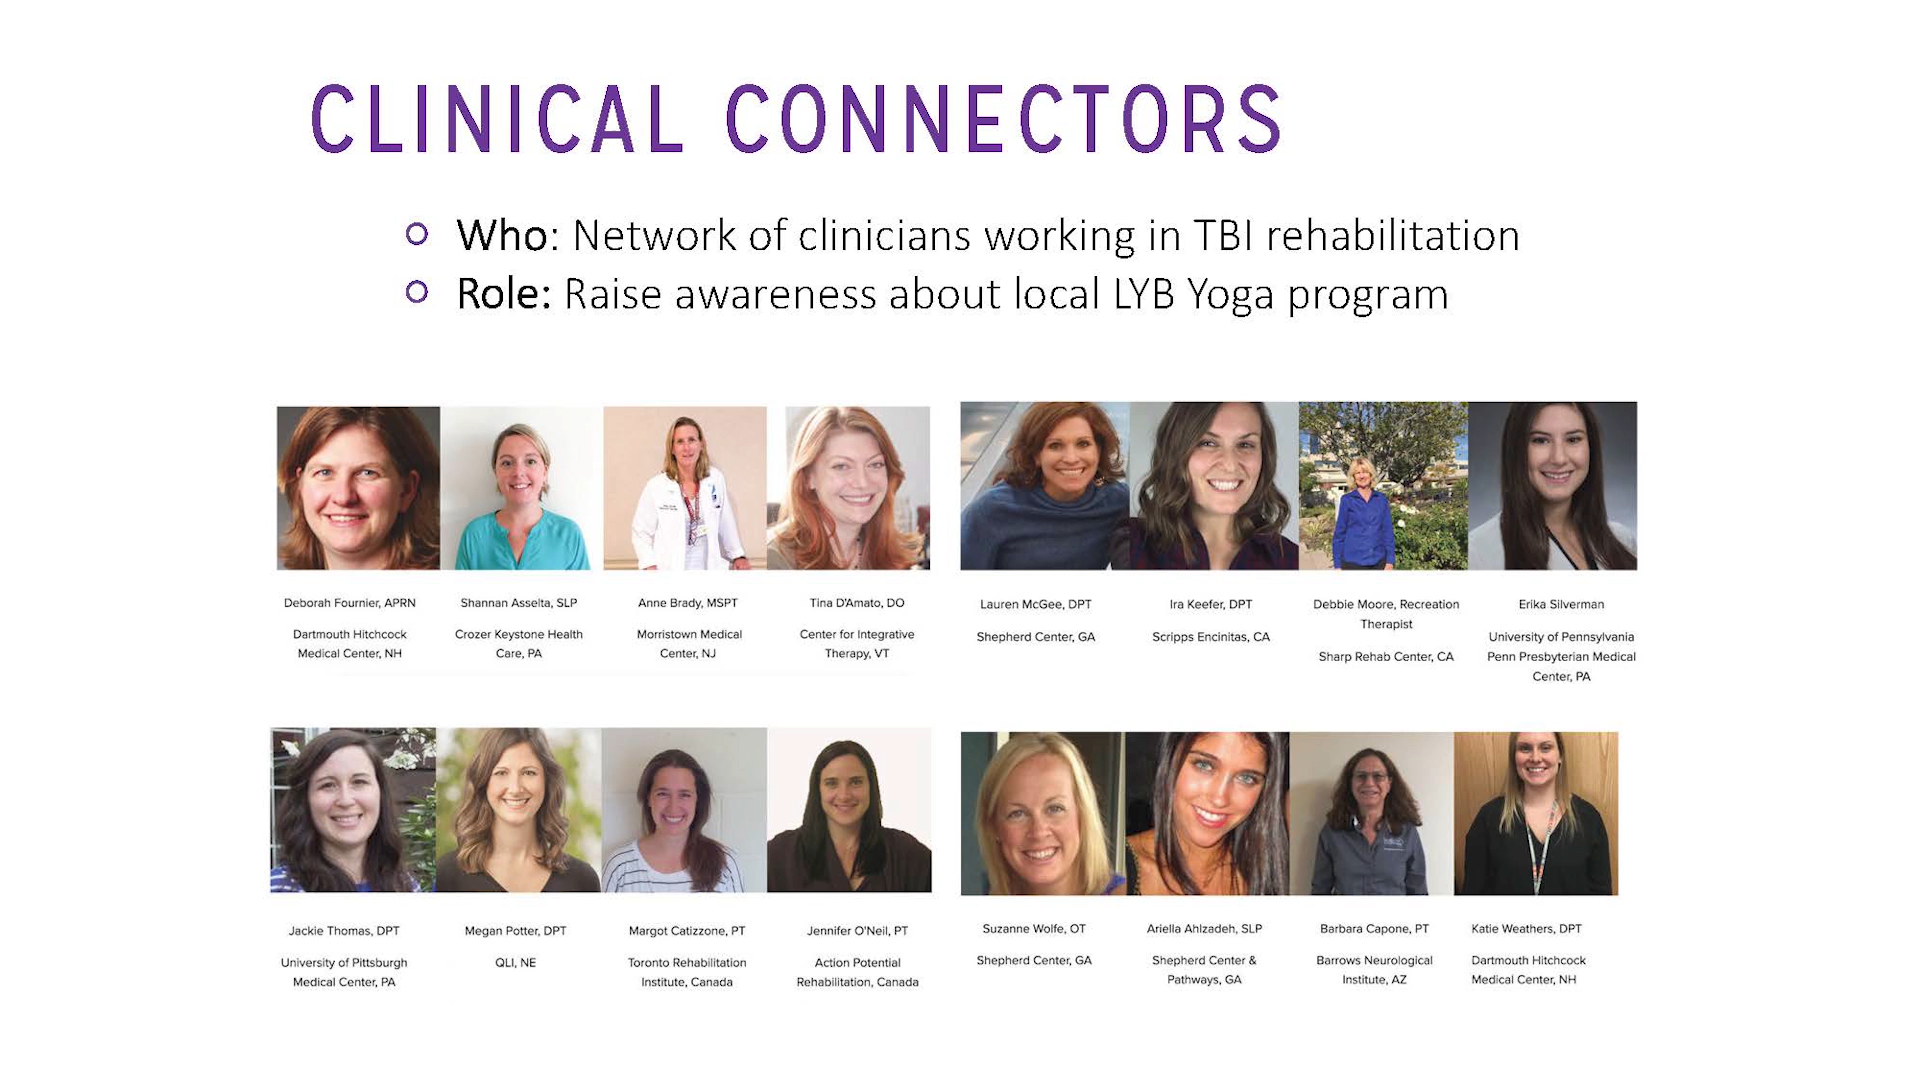 CLINICAL CONNECTORS
Who: Network of clinicians working in TBI rehabilitation
Role: Raise awareness about local LYB Yoga program
Deborah Fournier, APRN
Dartmouth Hitchcock
Medical Center, NH
Shannan Asselta, SLP
Crozer Keystone Health
Care, PA
Anne Brady, MSPT
Morristown Medical
Center, NJ
Tina D'Amato, DO
Center for Integrative
Therapy, VT
Lauren McGee, DPT
Shepherd Center, GA
Ira Keefer, DPT
Scripps Encinitas, CA
Debbie Moore, Recreation
Therapist
Sharp Rehab Center, CA
Erika Silverman
University of Pennsylvania
Penn Presbyterian Medical
Center, PA
Jackie Thomas, DPT
University of Pittsburgh
Medical Center, PA
Megan Potter, DPT
QLI, NE
Margot Catizzone, PT
Toronto Rehabilitation
Institute, Canada
Jennifer O'Neil, PT
Action Potential
Rehabilitation, Canada
Suzanne Wolfe, OT
Shepherd Center, GA
Ariella Ahlzadeh, SLP
Shepherd Center &
Pathways, GA
Barbara Capone, PT
Barrows Neurological
Institute, AZ
Katie Weathers, DPT
Dartmouth Hitchcock
Medical Center, NH